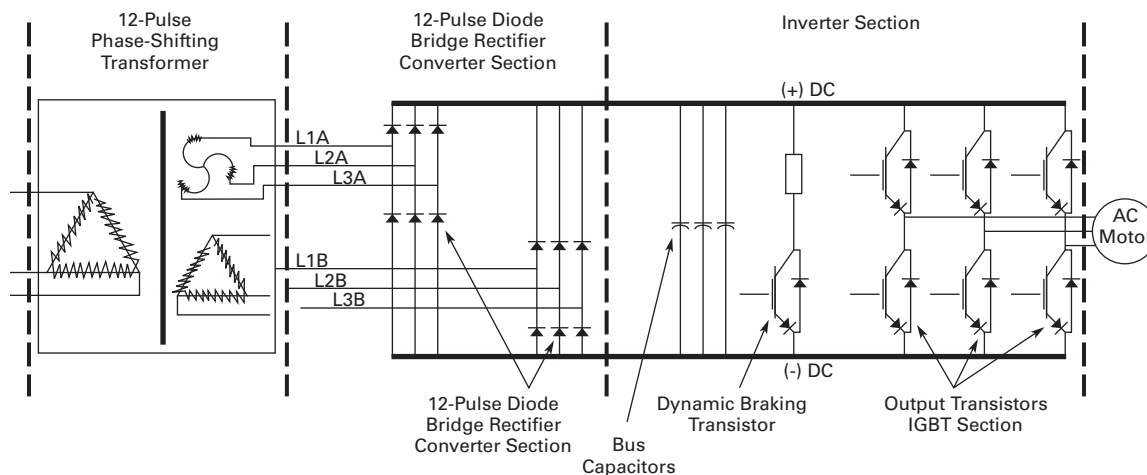 12-Pulse
Phase-Shifting
Transformer
12-Pulse Diode
Bridge Rectifier
Converter Section
Inverter Section
(+) DC
L1A
L2A
L3A
L1B
L2B
L3B
AC
Motor
(-) DC
12-Pulse Diode
Bridge Rectifier
Converter Section
Bus
Capacitors
Dynamic Braking
Transistor
Output Transistors
IGBT Section